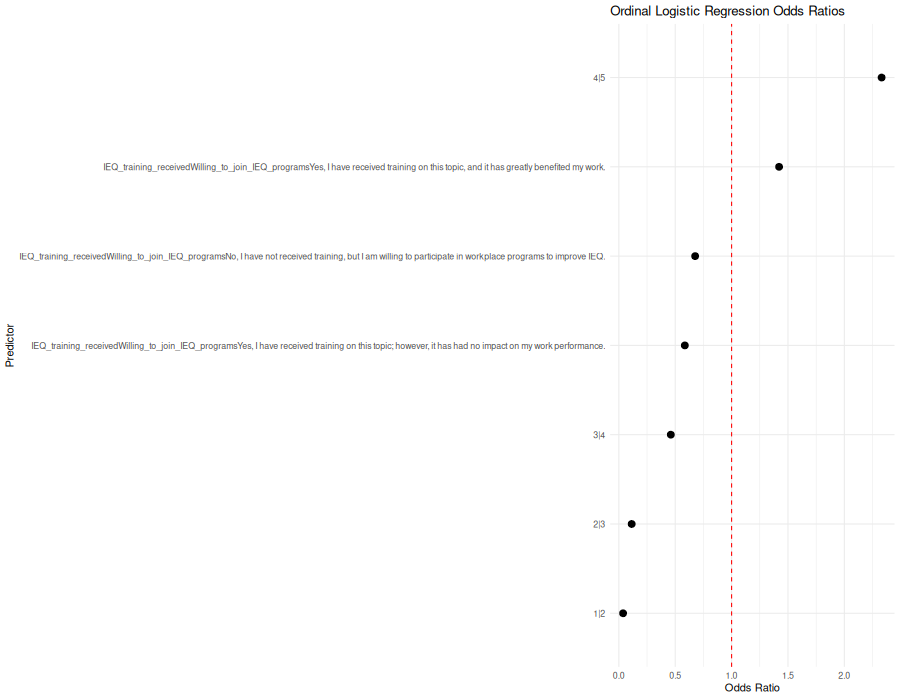 Ordinal Logistic Regression Odds Ratios
4|5
IEQ_training_receivedWilling_to_join_IEQ_programsYes, I have received training on this topic, and it has greatly benefited my work.
IEQ_training_receivedWilling_to_join_IEQ_programsNo, I have not received training, but I am willing to participate in workplace programs to improve IEQ.
Predictor
IEQ_training_receivedWilling_to_join_IEQ_programsYes, I have received training on this topic; however, it has had no impact on my work performance.
3|4
2|3
1|2
0.0 0.5 1.0 1.5 2.0
Odds Ratio